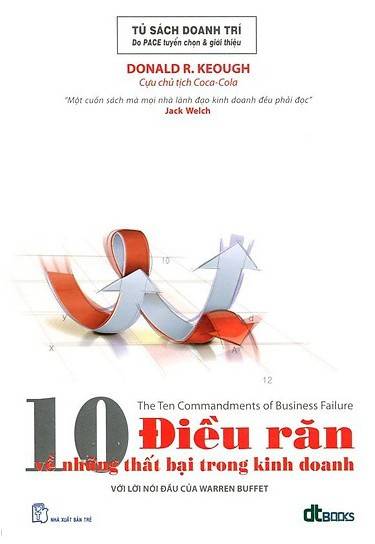 TỦ SÁCH DOANH TRÍ
Do PACE tuyển chọn & giới thiệu
DONALD R. KEOUGH
Cựu chủ tịch Coca-Cola
"Một cuốn sách mà mọi nhà lãnh đạo kinh doanh đều phải đọc"
Jack Welch
10
y
x
d
A²
12
The Ten Commandments of Business Failure
10 Điều răn
về những thất bại trong kinh doanh
VỚI LỜI NÓI ĐẦU CỦA WARREN BUFFET
NHÀ XUẤT BẢN TRẺ
dtBOOKS